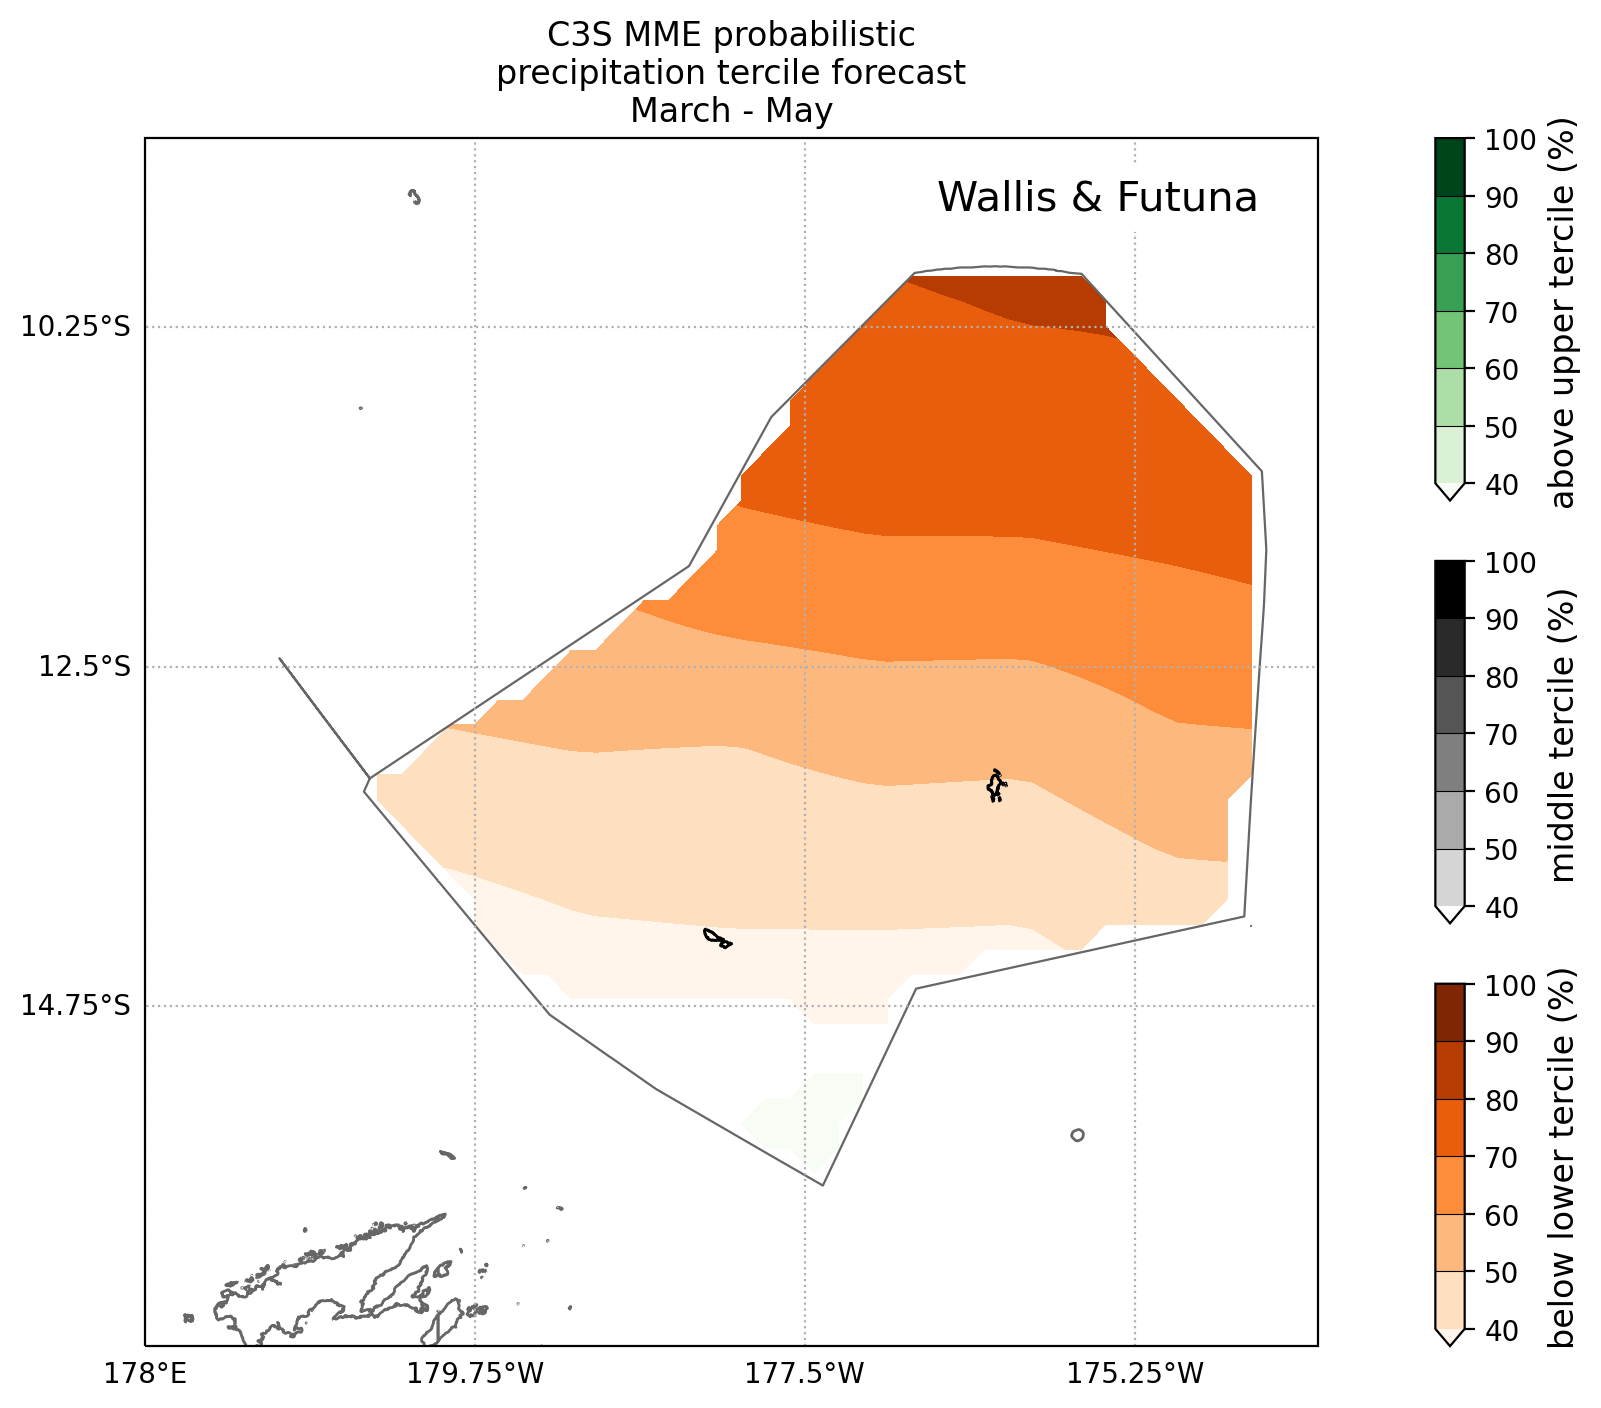 C3S MME probabilistic
precipitation tercile forecast
March - May
Wallis & Futuna
10.25°S
12.5°S
14.75°S
178°E
179.75°W
177.5°W
175.25°W
100
90
80
70
60
50
40
above upper tercile (%)
100
90
80
70
60
50
40
middle tercile (%)
100
90
80
70
60
50
40
below lower tercile (%)